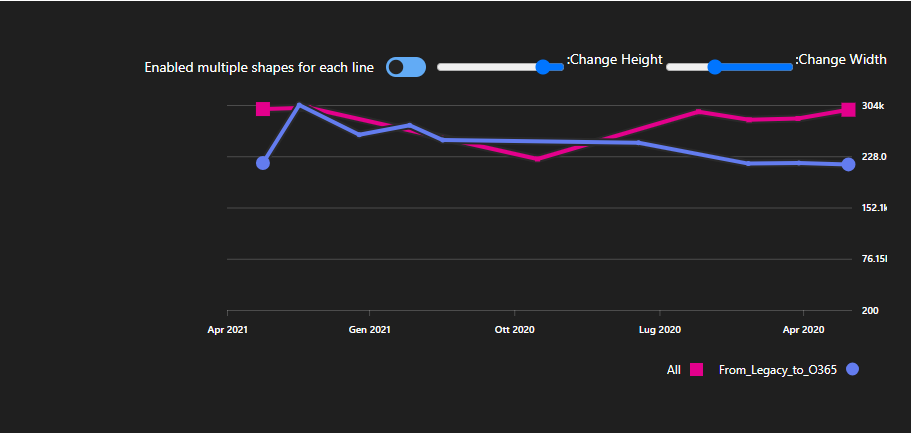 Enabled multiple shapes for each line
:Change Height
:Change Width
304k
228.0
152.1k
76.15
200
Apr 2021
Gen 2021
Ott 2020
Lug 2020
Apr 2020
All
From_Legacy_to_O365